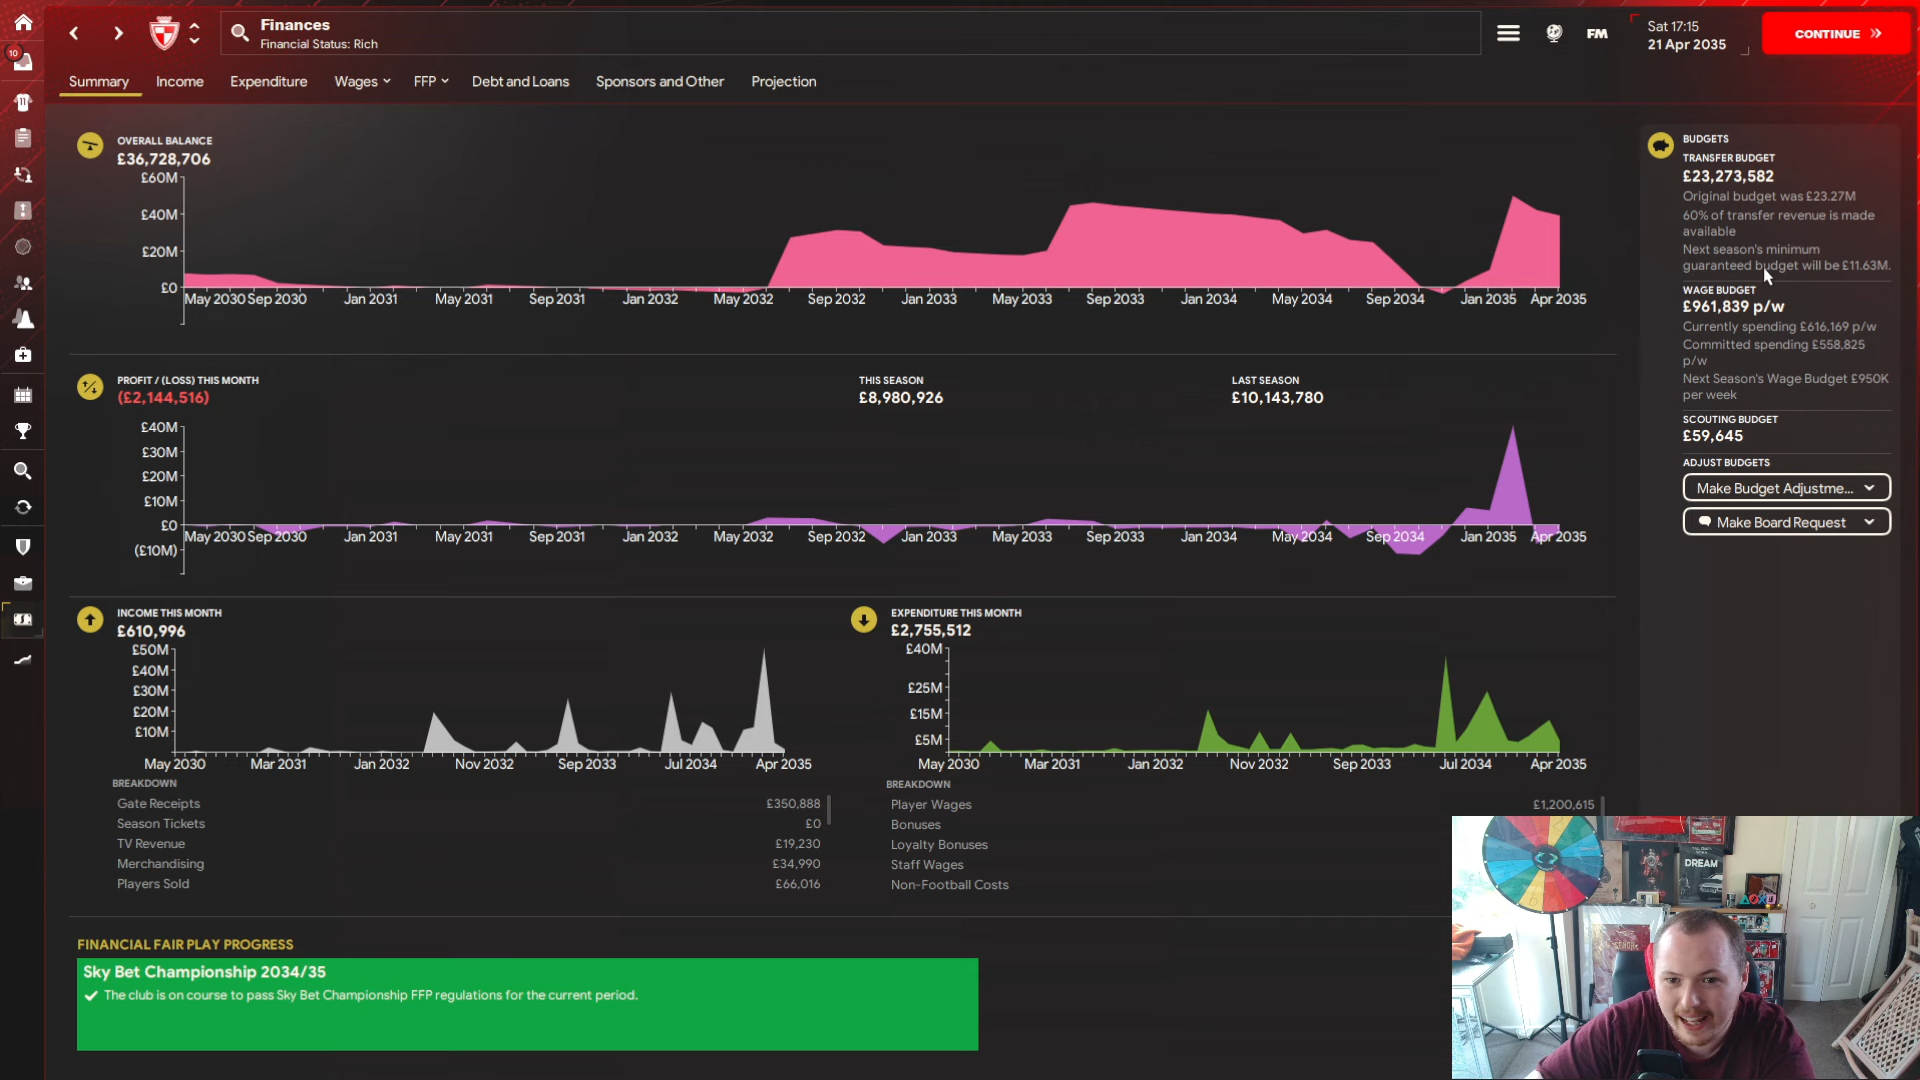 Finances
Financial Status: Rich
FM
Sat 17:15
21 Apr 2035
CONTINUE
10
Summary
Income
Expenditure
Wages
FFP
Debt and Loans
Sponsors and Other
Projection
OVERALL BALANCE
£36,728,706
£60M
£40M
£20M
£0
May 2030 Sep 2030 Jan 2031 May 2031 Sep 2031 Jan 2032 May 2032 Sep 2032 Jan 2033 May 2033 Sep 2033 Jan 2034 May 2034 Sep 2034 Jan 2035 Apr 2035
PROFIT / (LOSS) THIS MONTH
(£2,144,516)
THIS SEASON
£8,980,926
LAST SEASON
£10,143,780
£40M
£30M
£20M
£10M
£0
(£10M)
May 2030 Sep 2030 Jan 2031 May 2031 Sep 2031 Jan 2032 May 2032 Sep 2032 Jan 2033 May 2033 Sep 2033 Jan 2034 May 2034 Sep 2034 Jan 2035 Apr 2035
INCOME THIS MONTH
£610,996
£50M
£40M
£30M
£20M
£10M
May 2030 Mar 2031 Jan 2032 Nov 2032 Sep 2033 Jul 2034 Apr 2035
BREAKDOWN
Gate Receipts £350,888
Season Tickets £0
TV Revenue £19,230
Merchandising £34,990
Players Sold £66,016
EXPENDITURE THIS MONTH
£2,755,512
£40M
£25M
£15M
£5M
May 2030 Mar 2031 Jan 2032 Nov 2032 Sep 2033 Jul 2034 Apr 2035
BREAKDOWN
Player Wages £1,200,615
Bonuses
Loyalty Bonuses
Staff Wages
Non-Football Costs
FINANCIAL FAIR PLAY PROGRESS
Sky Bet Championship 2034/35
The club is on course to pass Sky Bet Championship FFP regulations for the current period.
BUDGETS
TRANSFER BUDGET
£23,273,582
Original budget was £23.27M
60% of transfer revenue is made
available
Next season's minimum
guaranteed budget will be £11.63M.
WAGE BUDGET
£961,839 p/w
Currently spending £616,169 p/w
Committed spending £558,825
p/w
Next Season's Wage Budget £950K
per week
SCOUTING BUDGET
£59,645
ADJUST BUDGETS
Make Budget Adjustme...
Make Board Request
DREAM